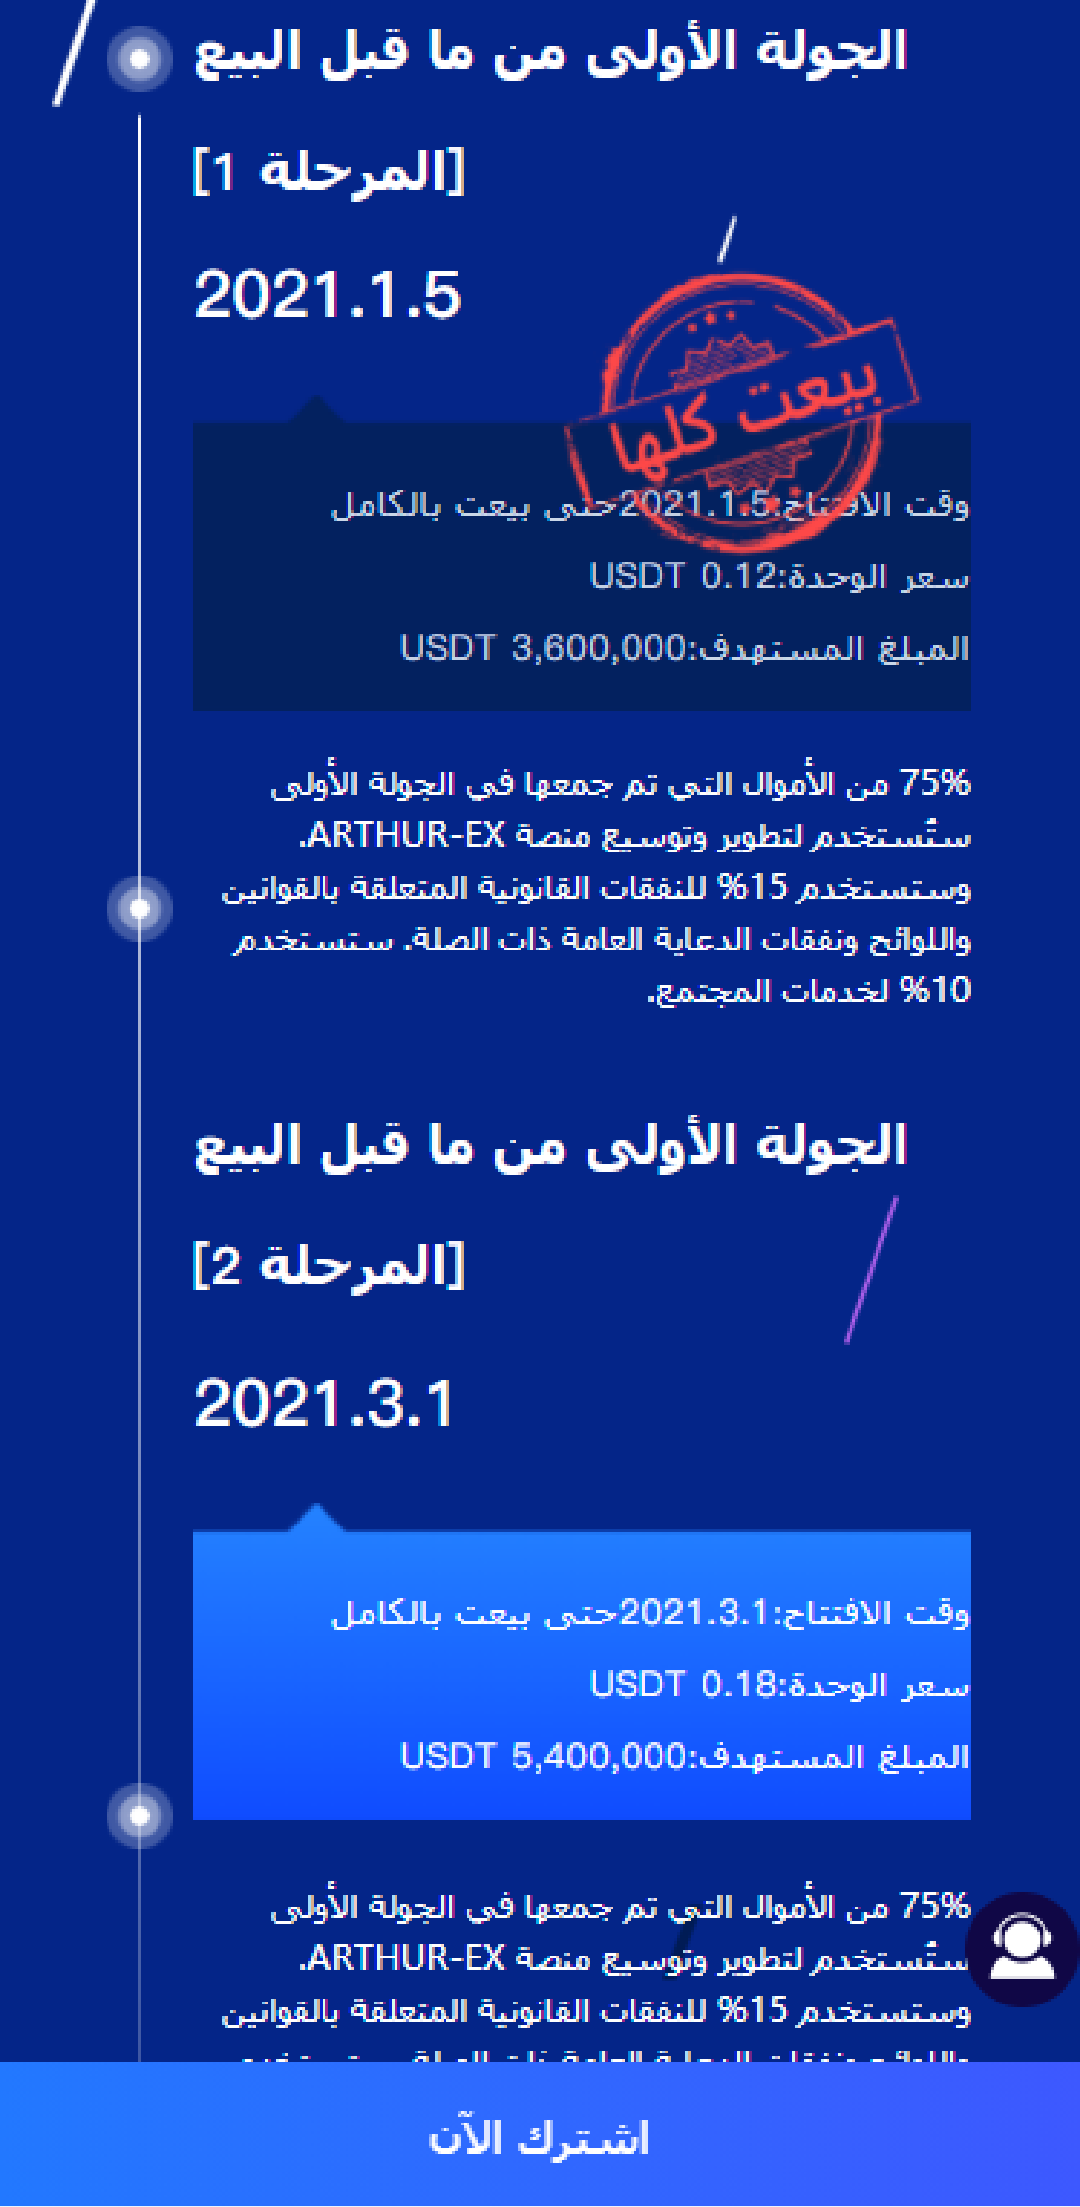 الجولة الأولى من ما قبل البيع
[المرحلة 1]
2021.1.5
بيعت كلها
وقت الافتتاح:2021.1.5حتى بيعت بالكامل
سعر الوحدة:0.12 USDT
المبلغ المستهدف:3,600,000 USDT
75% من الأموال التي تم جمعها في الجولة الأولى
ستُستخدم لتطوير وتوسيع منصة ARTHUR-EX.
وستستخدم 15% للنفقات القانونية المتعلقة بالقوانين
واللوائح ونفقات الدعاية العامة ذات الصلة. ستستخدم
10% لخدمات المجتمع.
الجولة الأولى من ما قبل البيع
[المرحلة 2]
2021.3.1
وقت الافتتاح:2021.3.1حتى بيعت بالكامل
سعر الوحدة:0.18 USDT
المبلغ المستهدف:5,400,000 USDT
75% من الأموال التي تم جمعها في الجولة الأولى
ستُستخدم لتطوير وتوسيع منصة ARTHUR-EX.
وستستخدم 15% للنفقات القانونية المتعلقة بالقوانين
اشترك الآن